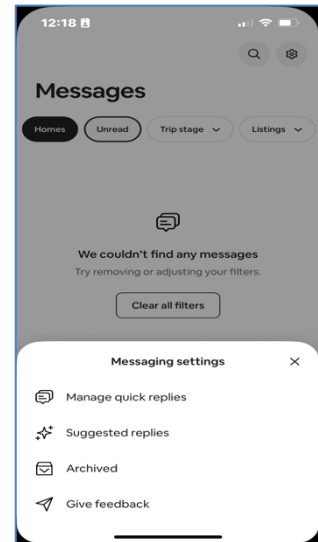 12:18
Messages
Homes Unread Trip stage Listings
We couldn't find any messages
Try removing or adjusting your filters.
Clear all filters
Messaging settings
Manage quick replies
Suggested replies
Archived
Give feedback